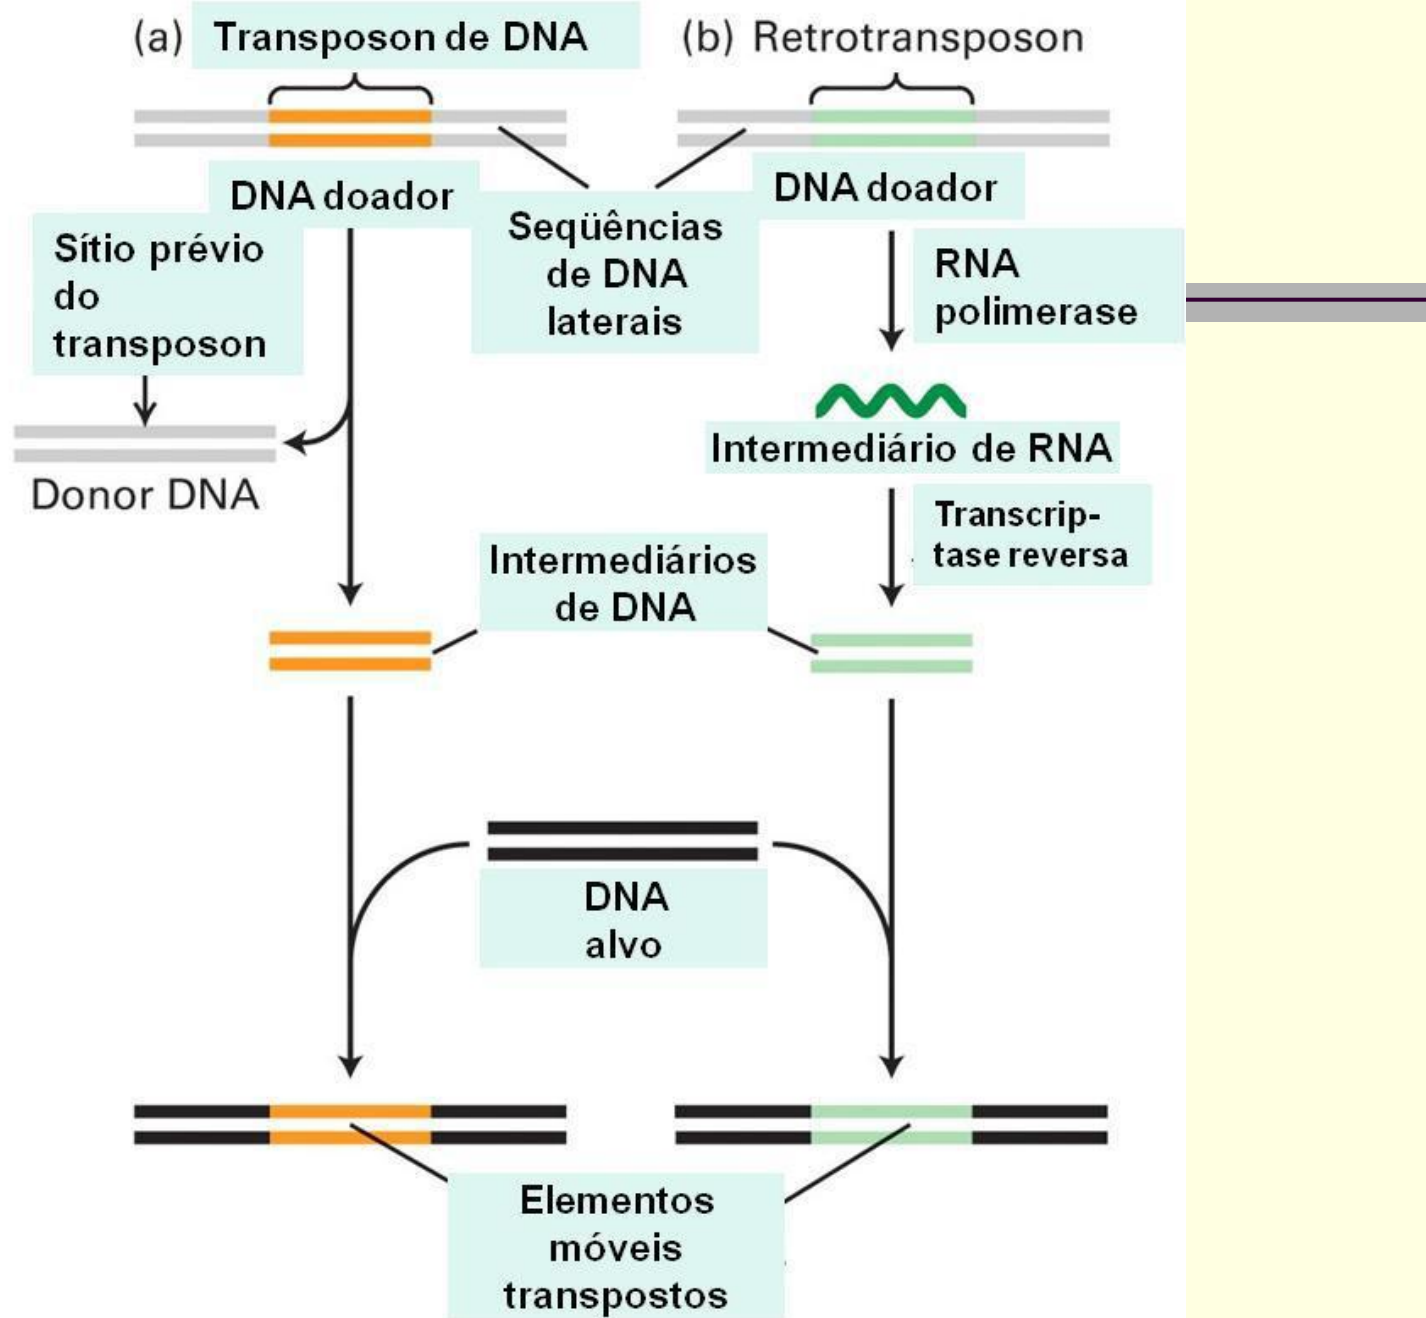 (a) Transposon de DNA
(b) Retrotransposon
DNA doador
DNA doador
Sítio prévio
do
transposon
Seqüências
de DNA
laterais
RNA
polimerase
Donor DNA
Intermediário de RNA
Transcrip-
tase reversa
Intermediários
de DNA
DNA
alvo
Elementos
móveis
transpostos